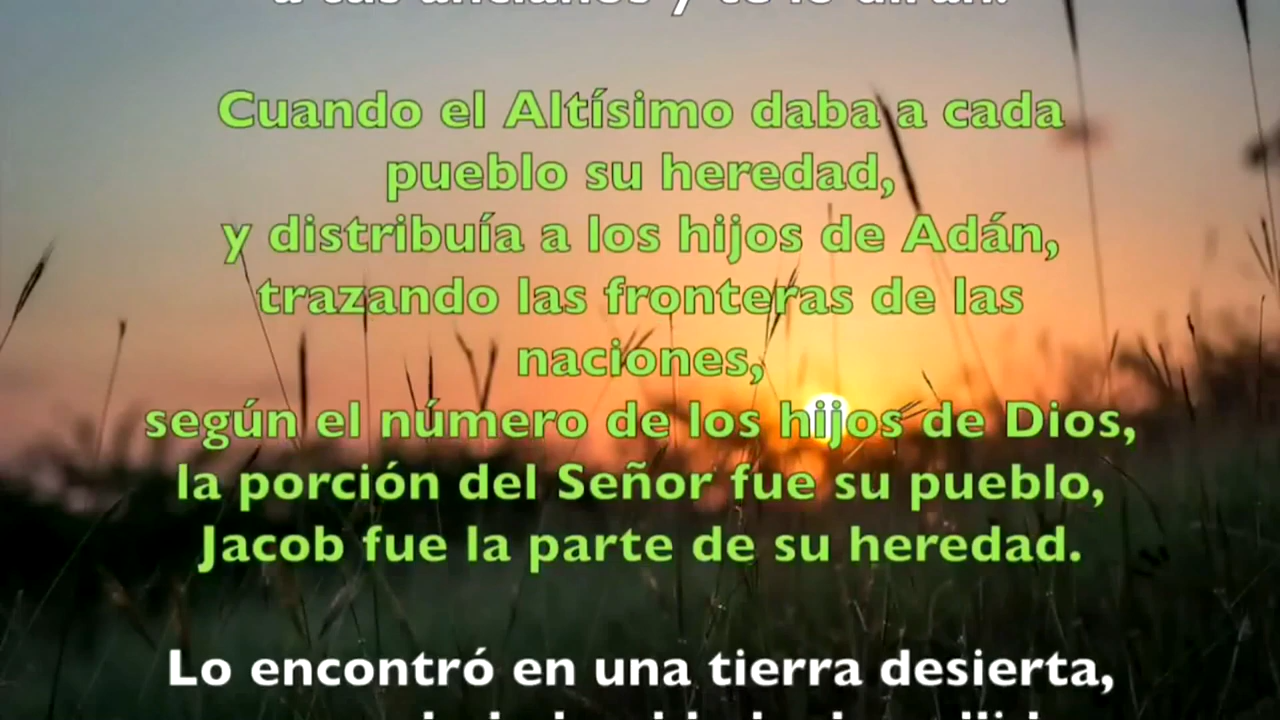 a tus ancianos y te lo dirán.
Cuando el Altísimo daba a cada
pueblo su heredad,
y distribuía a los hijos de Adán,
trazando las fronteras de las
naciones,
según el número de los hijos de Dios,
la porción del Señor fue su pueblo,
Jacob fue la parte de su heredad.
Lo encontró en una tierra desierta,